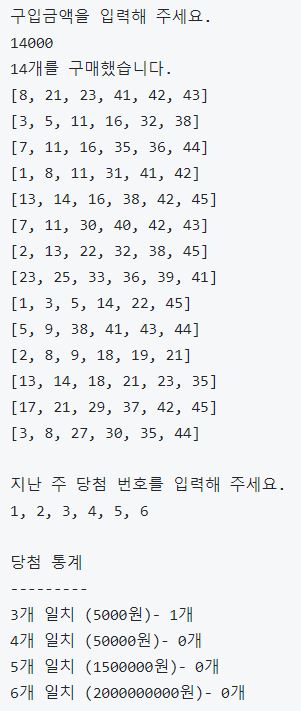 구입금액을 입력해 주세요.
14000
14개를 구매했습니다.
[8, 21, 23, 41, 42, 43]
[3, 5, 11, 16, 32, 38]
[7, 11, 16, 35, 36, 44]
[1, 8, 11, 31, 41, 42]
[13, 14, 16, 38, 42, 45]
[7, 11, 30, 40, 42, 43]
[2, 13, 22, 32, 38, 45]
[23, 25, 33, 36, 39, 41]
[1, 3, 5, 14, 22, 45]
[5, 9, 38, 41, 43, 44]
[2, 8, 9, 18, 19, 21]
[13, 14, 18, 21, 23, 35]
[17, 21, 29, 37, 42, 45]
[3, 8, 27, 30, 35, 44]
지난 주 당첨 번호를 입력해 주세요.
1, 2, 3, 4, 5, 6
당첨 통계
---------
3개 일치 (5000원)- 1개
4개 일치 (50000원)- 0개
5개 일치 (1500000원)- 0개
6개 일치 (2000000000원)- 0개